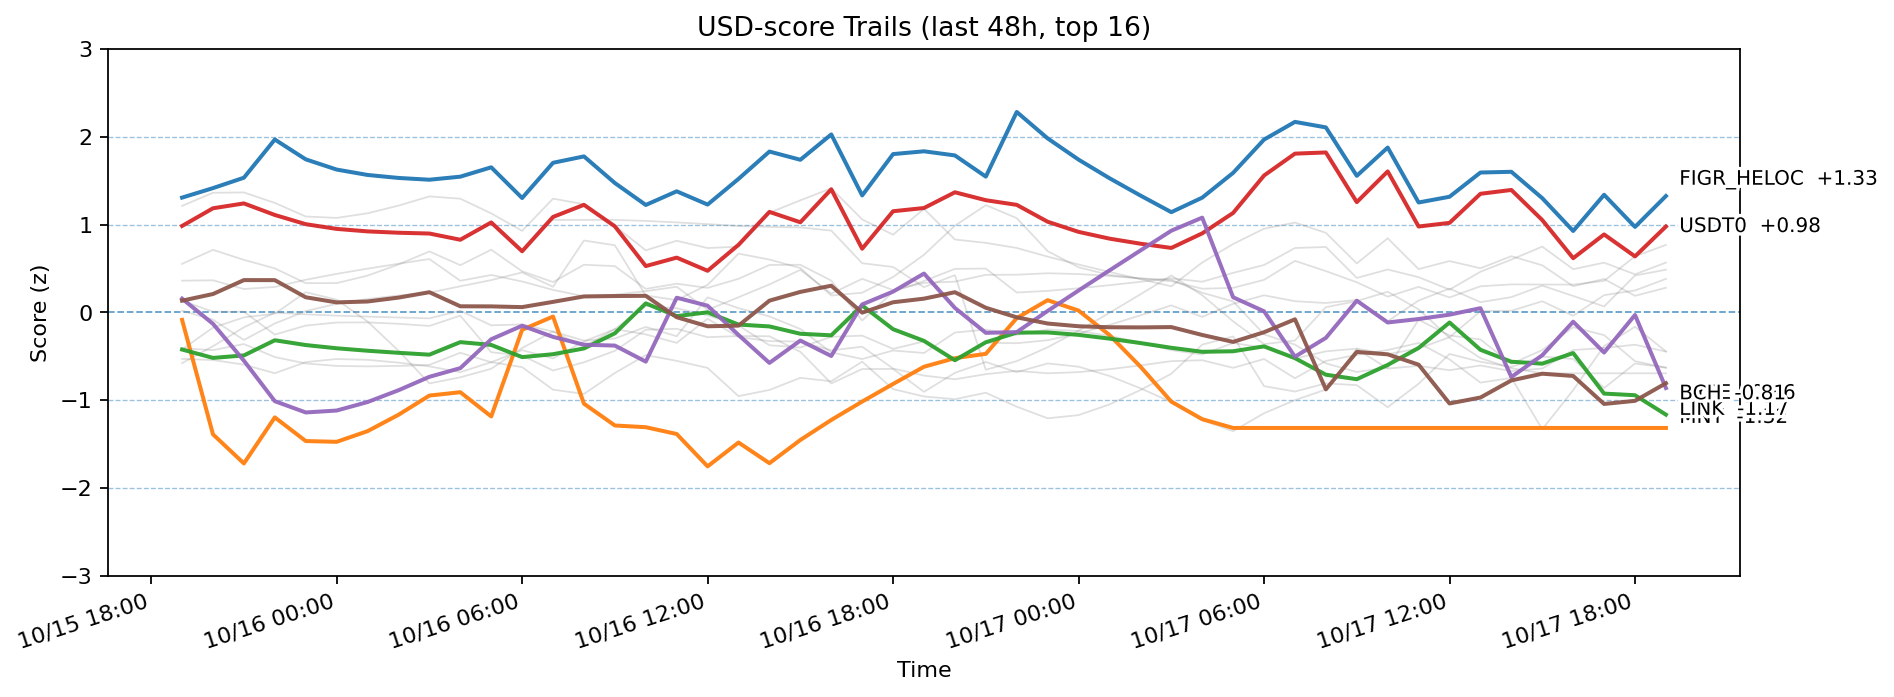 USD-score Trails (last 48h, top 16)
3
2
1
0
−1
−2
−3
Score (z)
FIGR_HELOC +1.33
USDT0 +0.98
LINK -1.17
10/15 18:00
10/16 00:00
10/16 06:00
10/16 12:00
10/16 18:00
10/17 00:00
10/17 06:00
10/17 12:00
10/17 18:00
Time